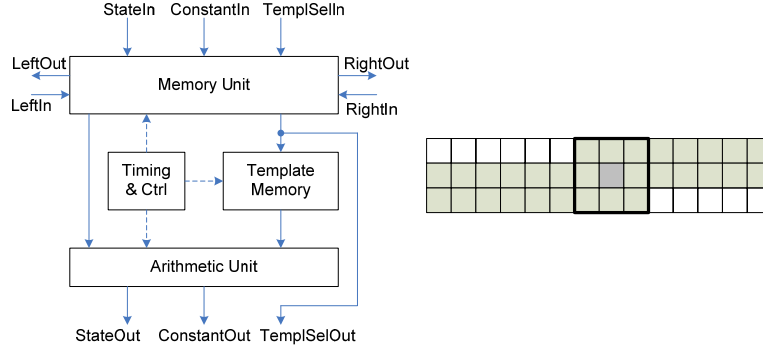 StateIn ConstantIn TemplSelIn
LeftOut
RightOut
Memory Unit
LeftIn
RightIn
Timing
& Ctrl
Template
Memory
Arithmetic Unit
StateOut ConstantOut TemplSelOut